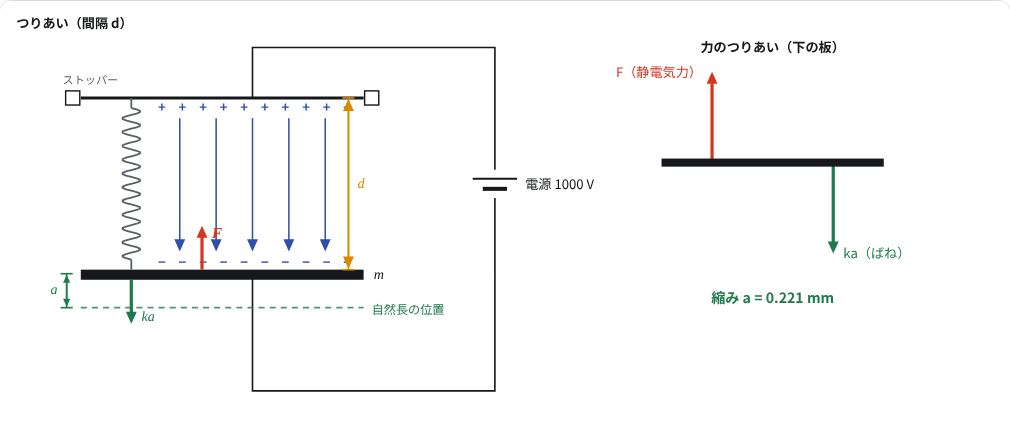 つりあい（間隔 d）
ストッパー
+ + + + + + + + +
d
F
− − − − − − − −
m
a
ka
自然長の位置
電源 1000 V
力のつりあい（下の板）
F（静電気力）
ka（ばね）
縮み a = 0.221 mm